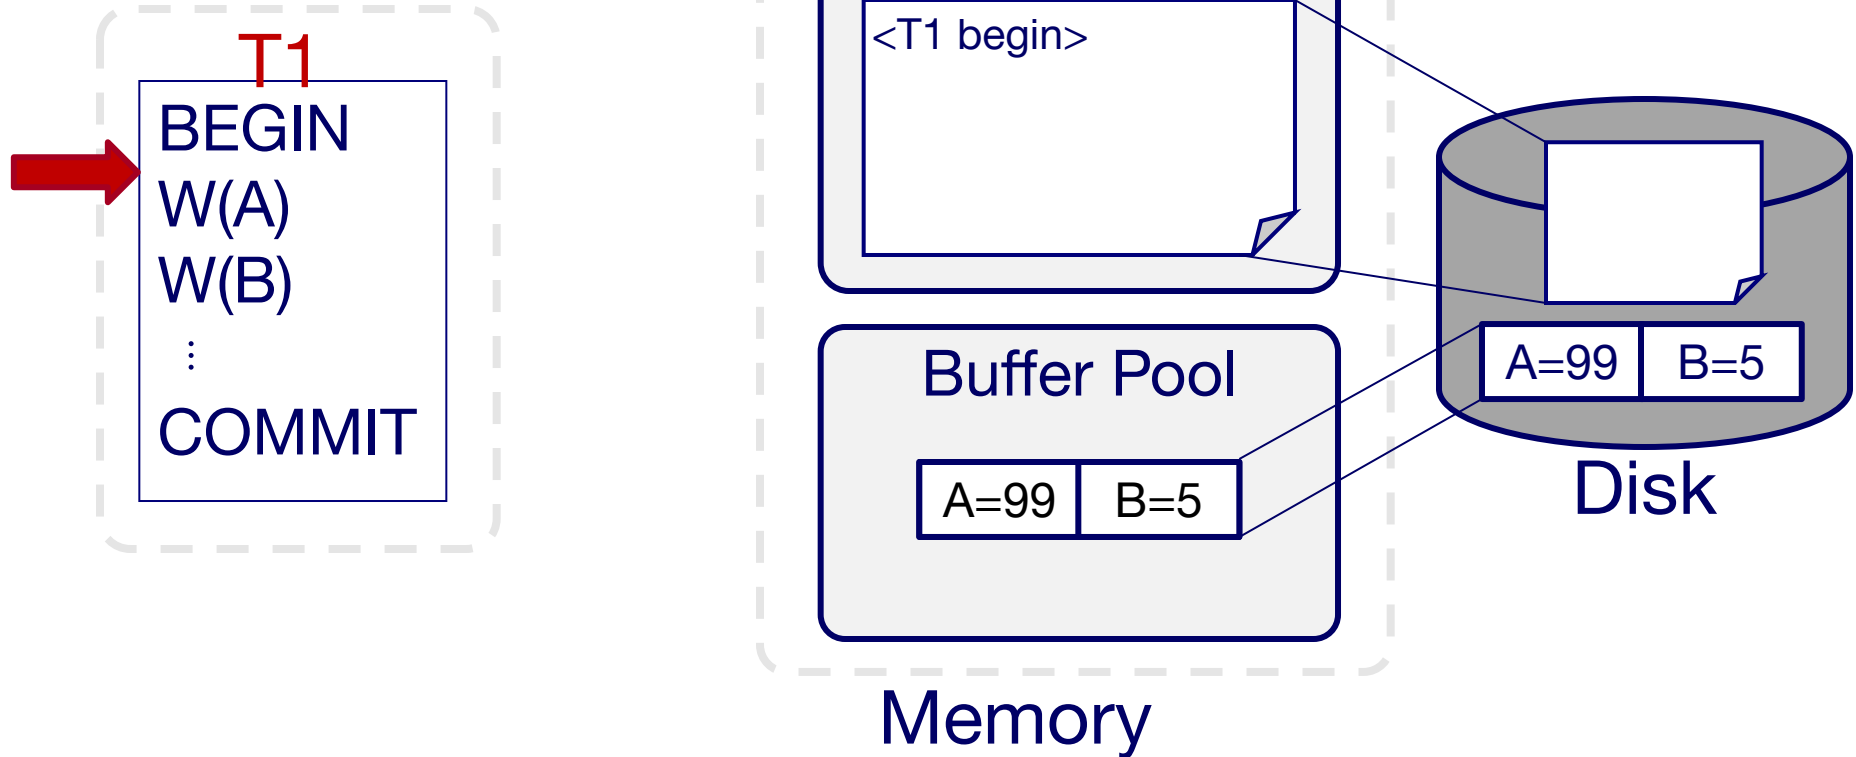 T1
BEGIN
W(A)
W(B)
⋮
COMMIT
<T1 begin>
Buffer Pool
A=99 B=5
Memory
A=99 B=5
Disk